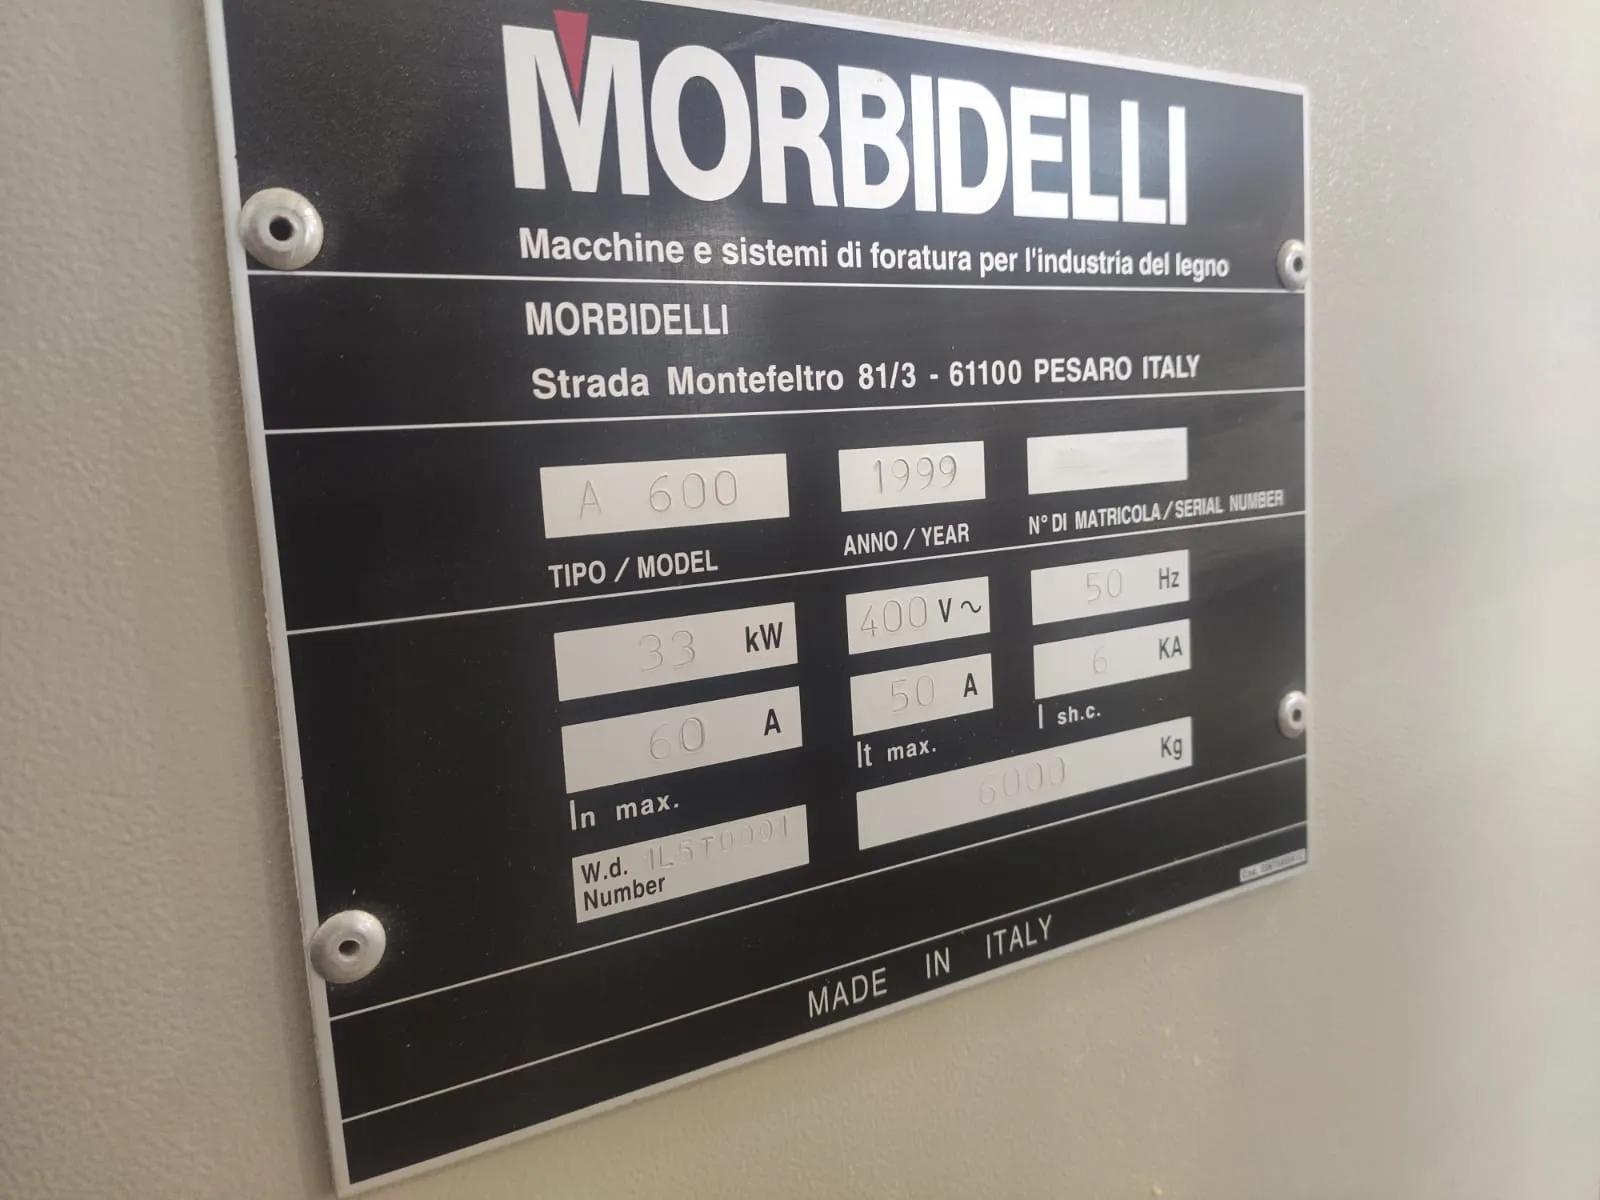 MORBIDELLI
Macchine e sistemi di foratura per l'industria del legno
MORBIDELLI
Strada Montefeltro 81/3 - 61100 PESARO ITALY
A 600 1999
TIPO / MODEL ANNO / YEAR N° DI MATRICOLA / SERIAL NUMBER
33 kW 400 V ~ 50 Hz
60 A 50 A 6 KA
In max. It max. I sh.c.
W.d. 1L5T0091 6000 Kg
Number
MADE IN ITALY